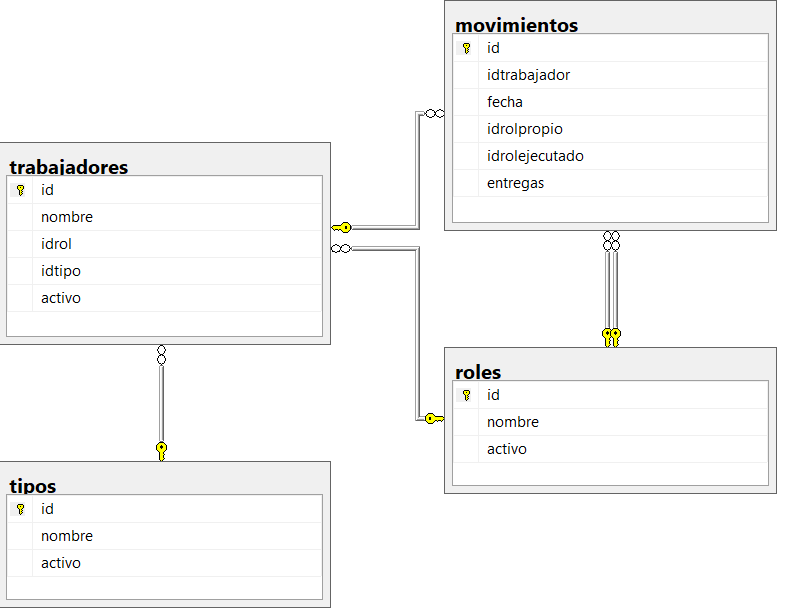 movimientos
id
idtrabajador
fecha
idrolpropio
idrolejecutado
entregas
trabajadores
id
nombre
idrol
idtipo
activo
roles
id
nombre
activo
tipos
id
nombre
activo